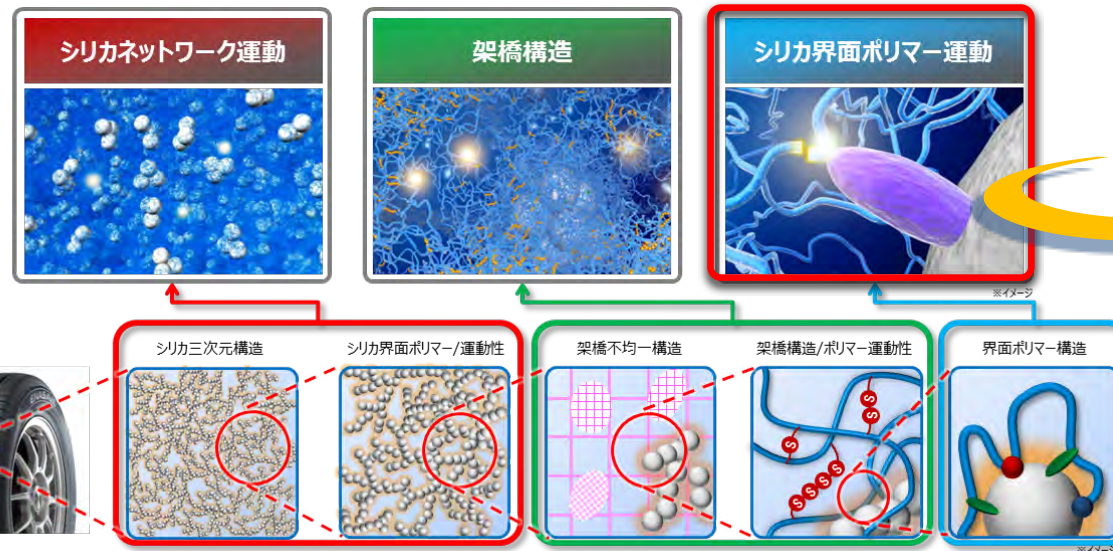 シリカネットワーク運動
架橋構造
シリカ界面ポリマー運動
※イメージ
シリカ三次元構造
シリカ界面ポリマー/運動性
架橋不均一構造
架橋構造/ポリマー運動性
界面ポリマー構造
S
S
S
S
S
S
S
※イメージ